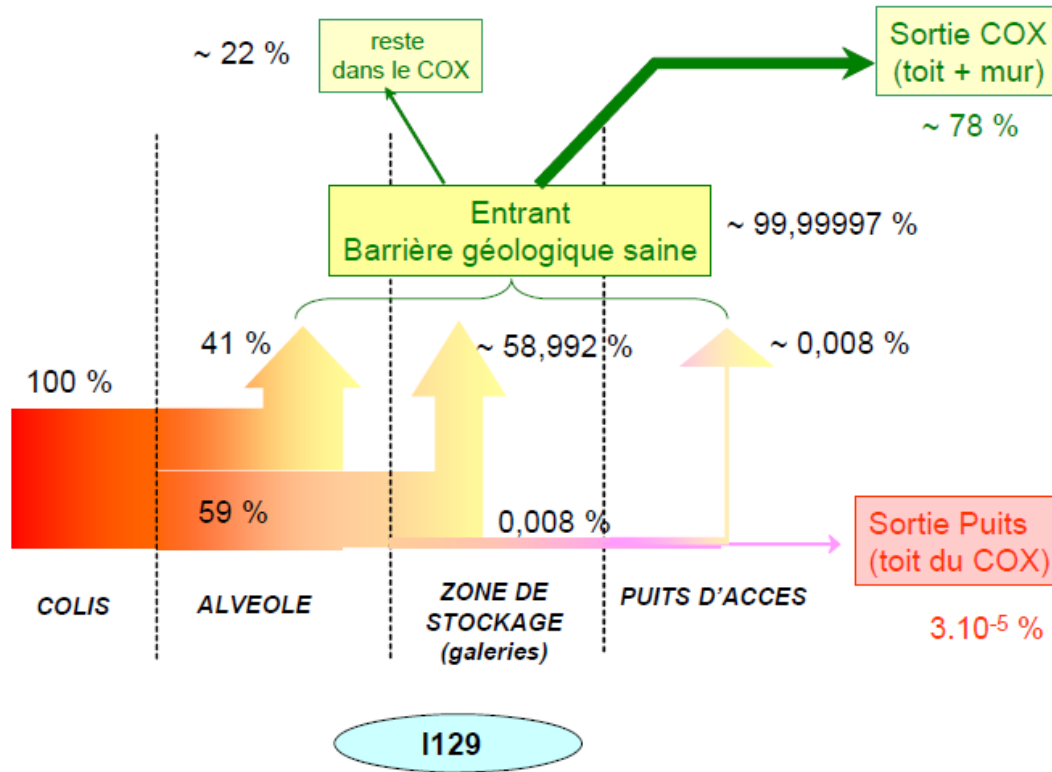 ~ 22 %
reste
dans le COX
Sortie COX
(toit + mur)
~ 78 %
Entrant
Barrière géologique saine
~ 99,99997 %
41 %
~ 58,992 %
~ 0,008 %
100 %
59 %
0,008 %
Sortie Puits
(toit du COX)
3.10⁻⁵ %
COLIS
ALVEOLE
ZONE DE
STOCKAGE
(galeries)
PUITS D'ACCES
I129